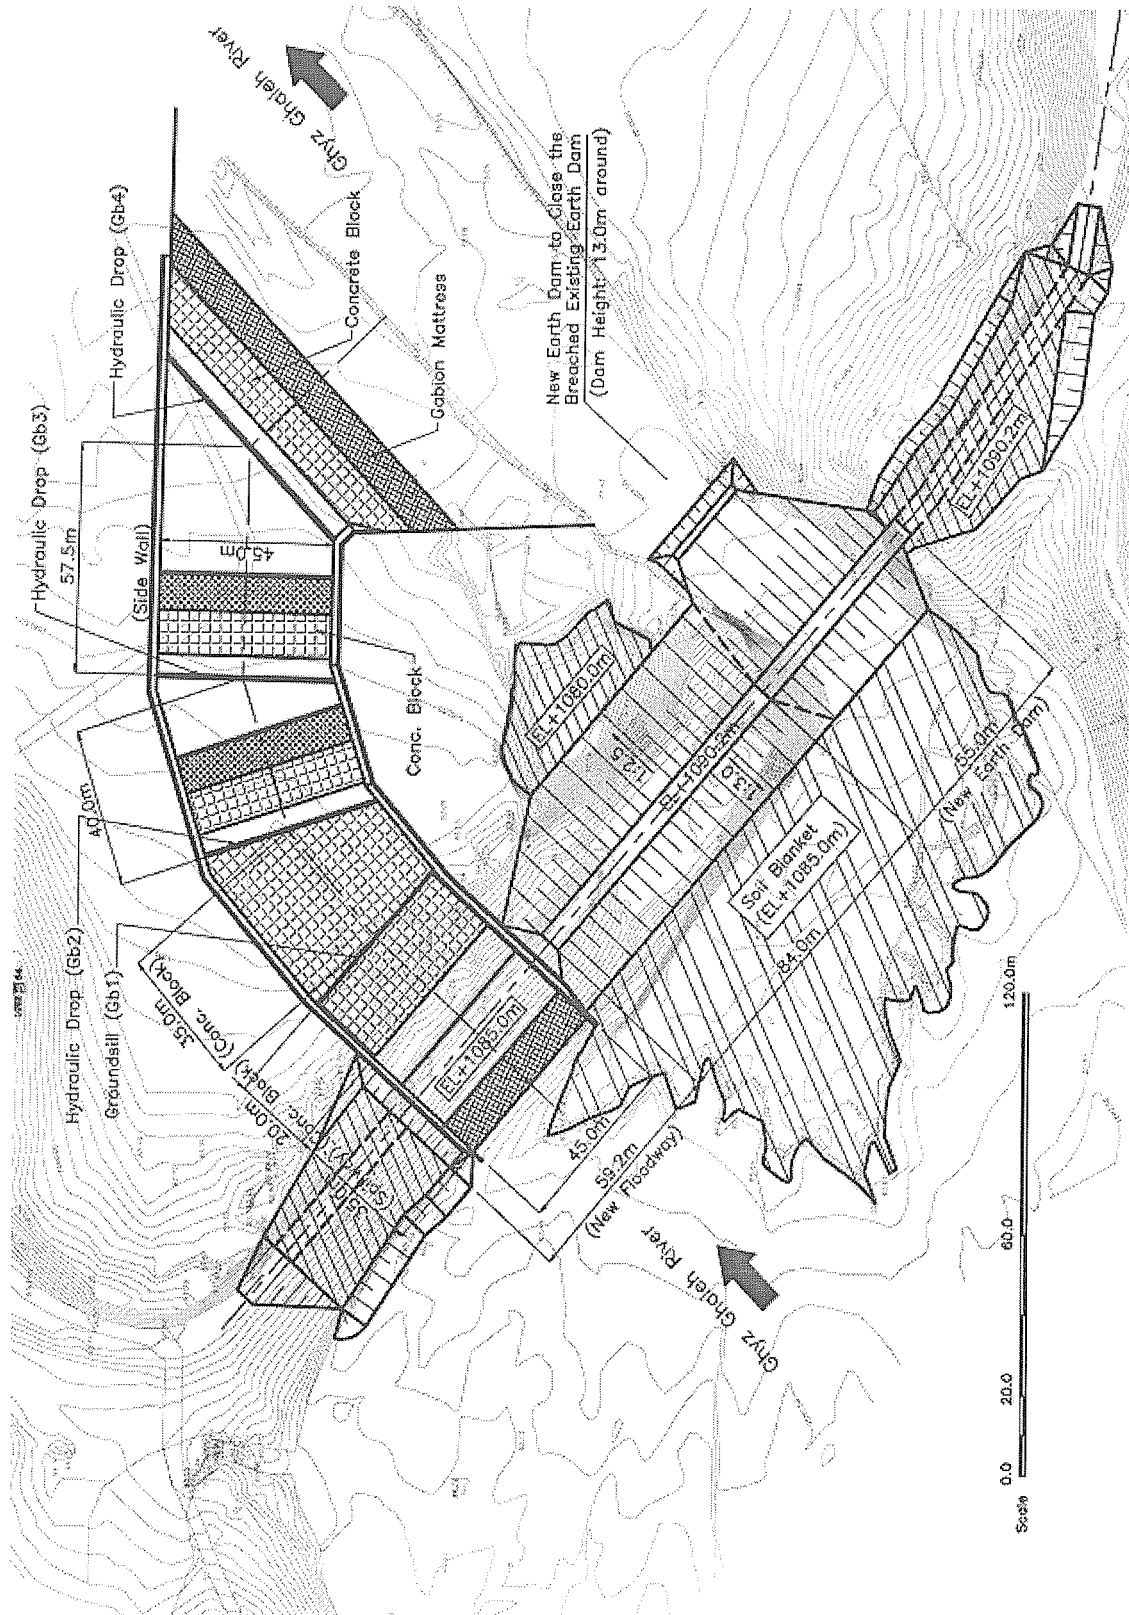 Ghyz Ghaleh River
Hydraulic Drop (Gb4)
Concrete Block
Gabion Mattress
Hydraulic Drop (Gb3)
57.5m
(Side Wall)
45.0m
New Earth Dam to Close the
Breached Existing Earth Dam
(Dam Height: 13.0m around)
Conc. Block
40.0m
Hydraulic Drop (Gb2)
Groundsill (Gb1)
35.0m
(Conc. Block)
20.0m
(Conc. Block)
EL+1085.0m
EL+1080.0m
1:2.5
EL+1090.2m
1:3.0
EL+1090.2m
Soil Blanket
(EL+1085.0m)
84.0m
55.0m
(New Earth Dam)
45.0m
59.2m
(New Floodway)
Ghyz Ghaleh River
Scale
0.0
20.0
60.0
120.0m